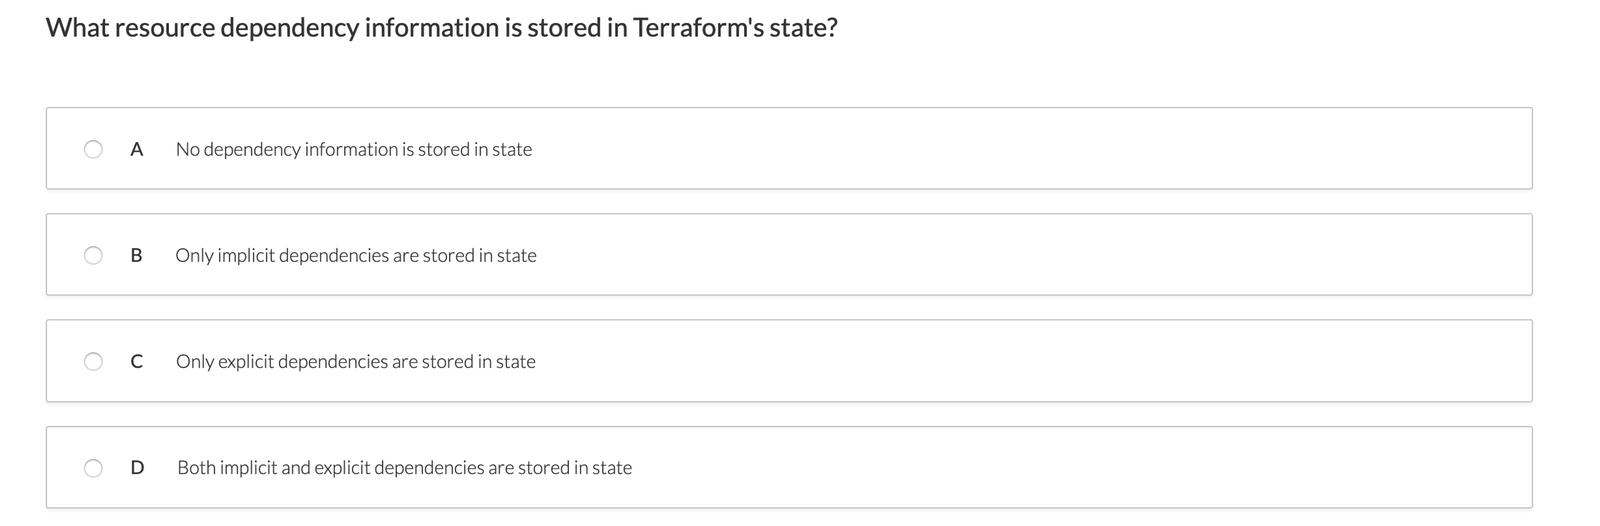 What resource dependency information is stored in Terraform's state?
A No dependency information is stored in state
B Only implicit dependencies are stored in state
C Only explicit dependencies are stored in state
D Both implicit and explicit dependencies are stored in state